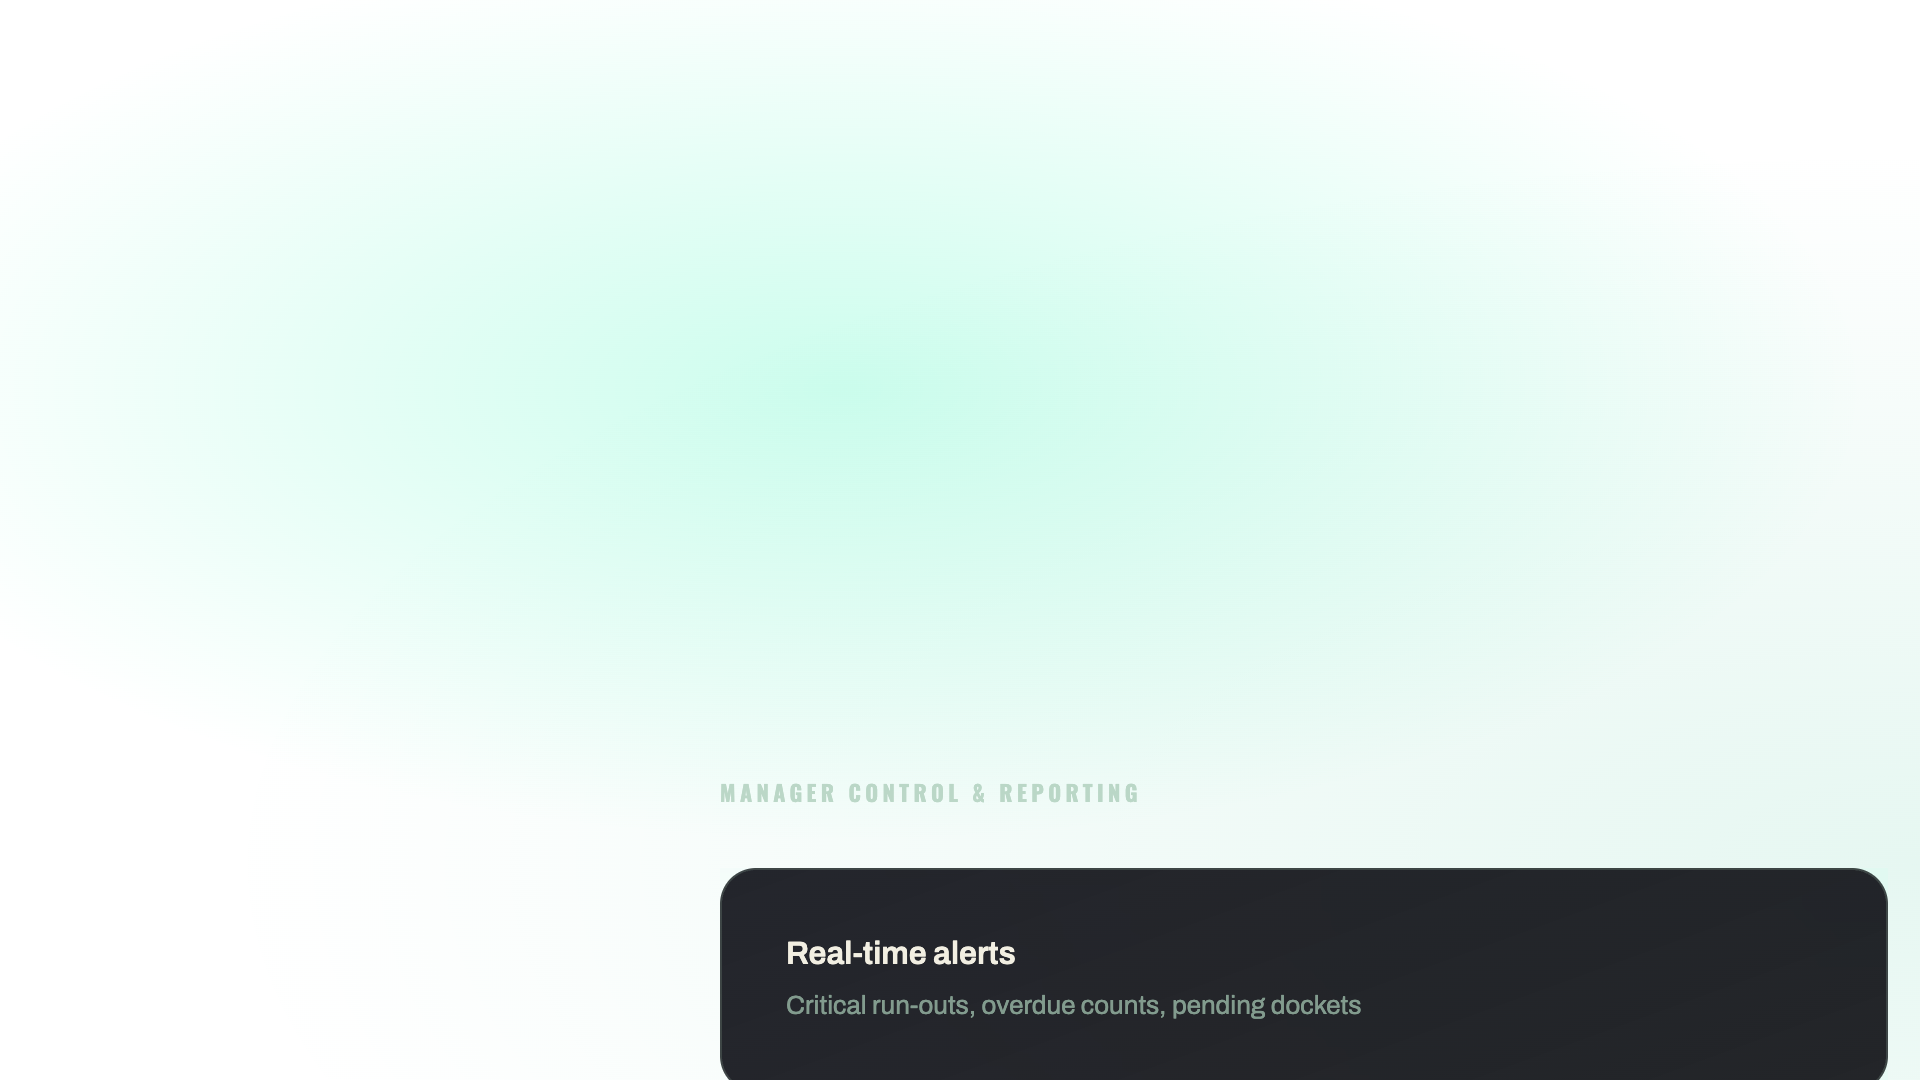 MANAGER CONTROL & REPORTING
Real-time alerts
Critical run-outs, overdue counts, pending dockets